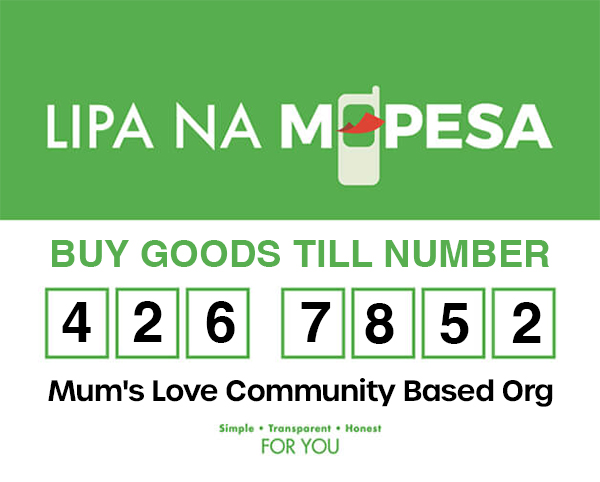 LIPA NA M PESA
BUY GOODS TILL NUMBER
4 2 6 7 8 5 2
Mum's Love Community Based Org
Simple • Transparent • Honest
FOR YOU